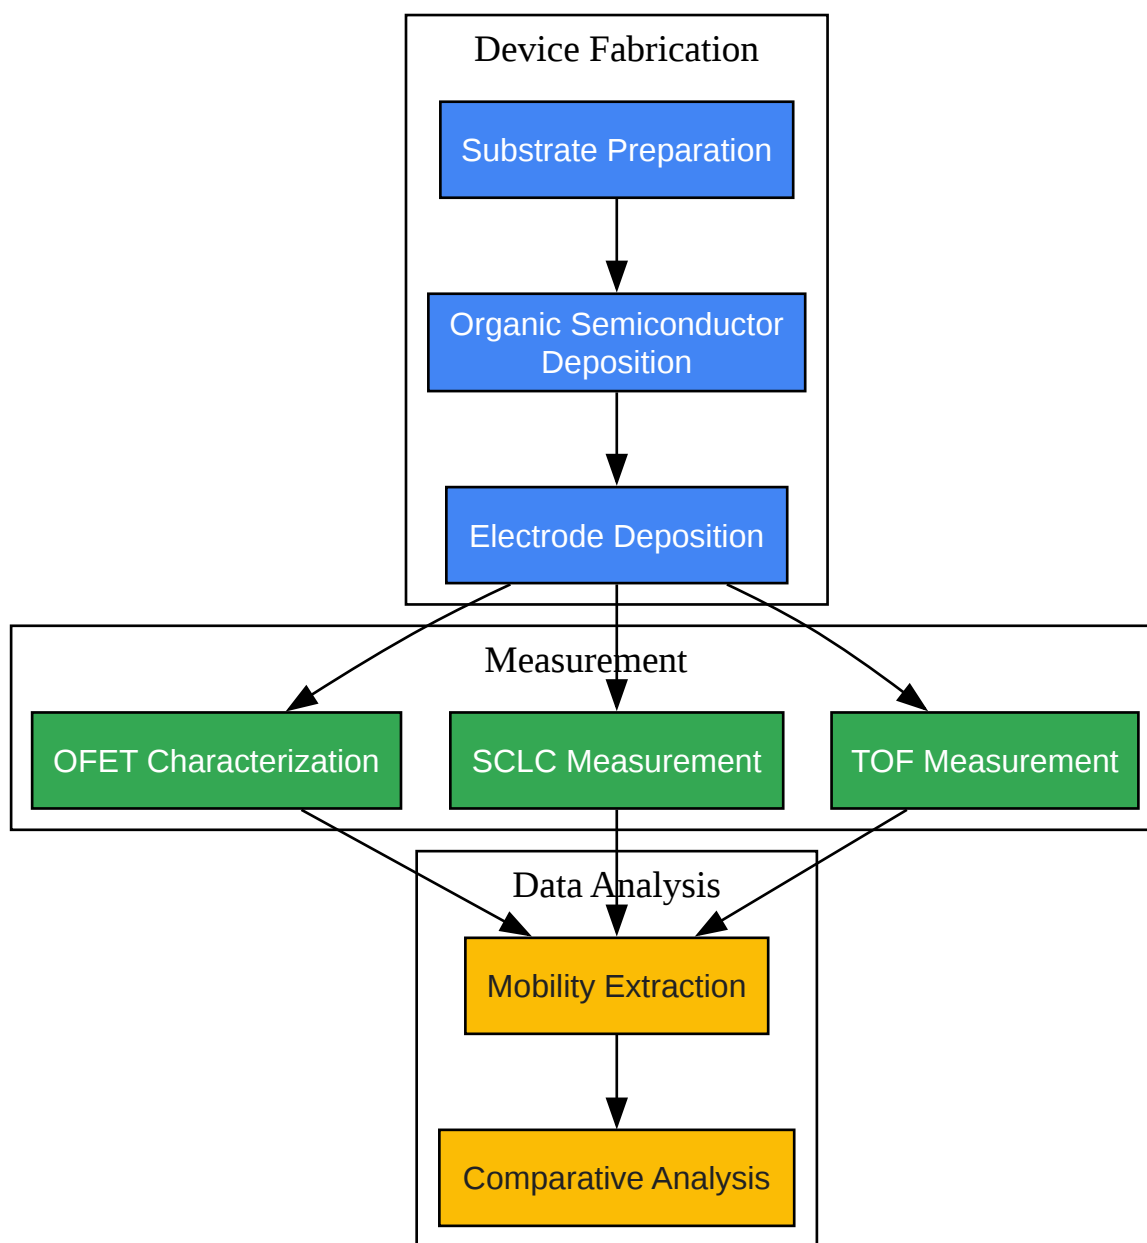 Device Fabrication
Substrate Preparation
Organic Semiconductor
Deposition
Electrode Deposition
Measurement
OFET Characterization
SCLC Measurement
TOF Measurement
Data Analysis
Mobility Extraction
Comparative Analysis